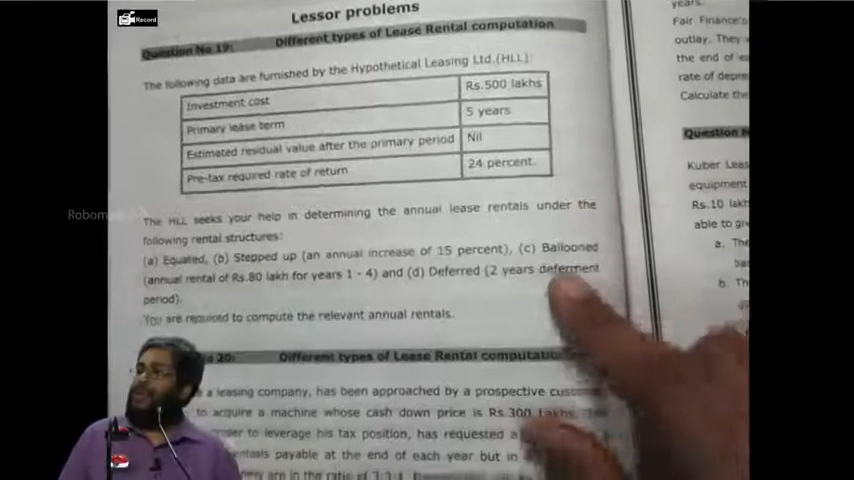 Record
Lessor problems
Question No 19: Different types of Lease Rental computation
The following data are furnished by the Hypothetical Leasing Ltd.(HLL):
Investment cost Rs.500 lakhs
Primary lease term 5 years
Estimated residual value after the primary period Nil
Pre-tax required rate of return 24 percent.
The HLL seeks your help in determining the annual lease rentals under the
following rental structures:
(a) Equated, (b) Stepped up (an annual increase of 15 percent), (c) Ballooned
(annual rental of Rs.80 lakh for years 1 - 4) and (d) Deferred (2 years deferment
period).
You are required to compute the relevant annual rentals.
20: Different types of Lease Rental computation
a leasing company, has been approached by a prospective
to acquire a machine whose cash down price is Rs.300 Lakhs.
to leverage his tax position, has requested a
payable at the end of each year but in
are in the ratio of
years.
Fair Finance's
outlay. They
the end of
rate of
Calculate the
Question
Kuber
equipment
Rs.10
able to
a. The
b.